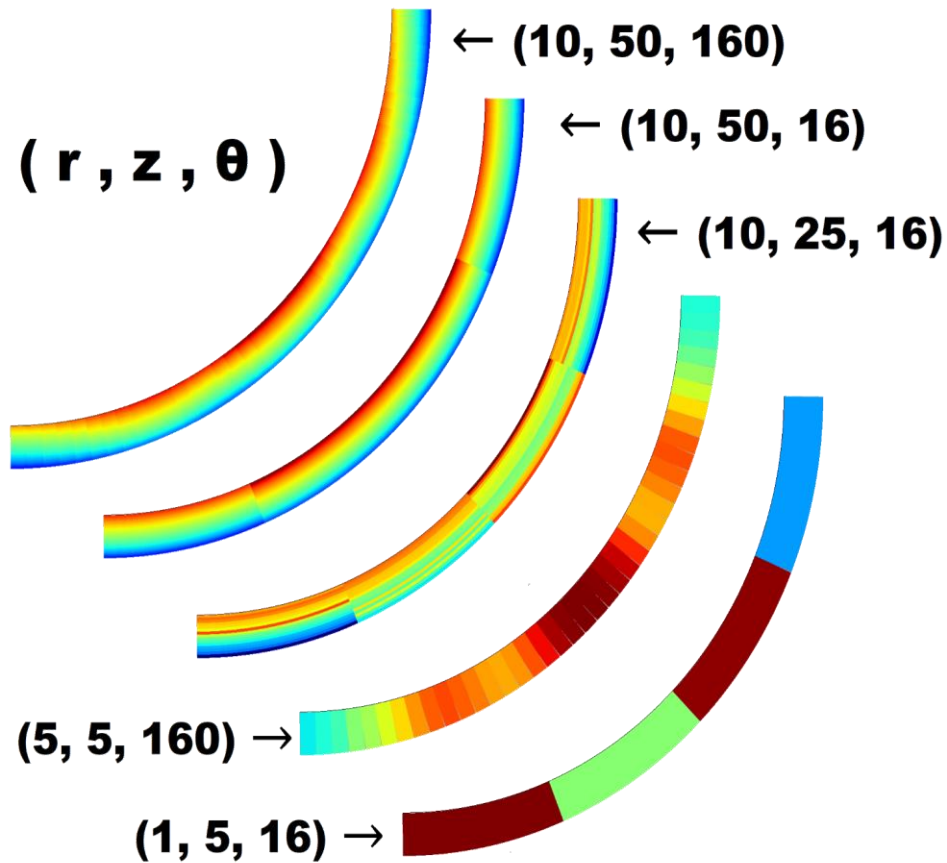 ← (10, 50, 160)
← (10, 50, 16)
( r , z , θ )
← (10, 25, 16)
(5, 5, 160) →
(1, 5, 16) →